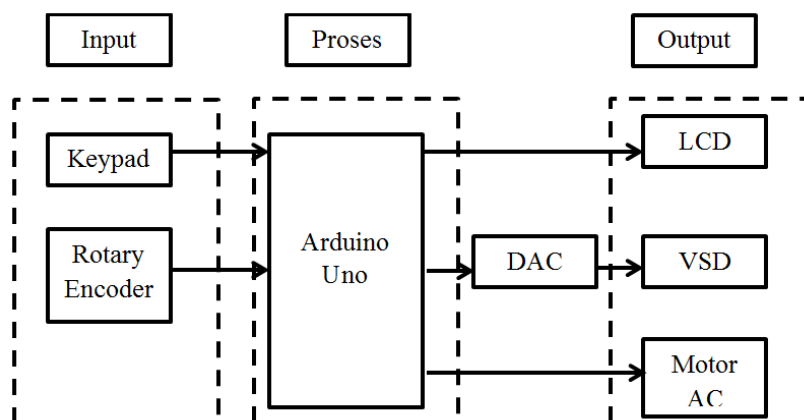 Input
Proses
Output
Keypad
Rotary
Encoder
Arduino
Uno
DAC
LCD
VSD
Motor
AC